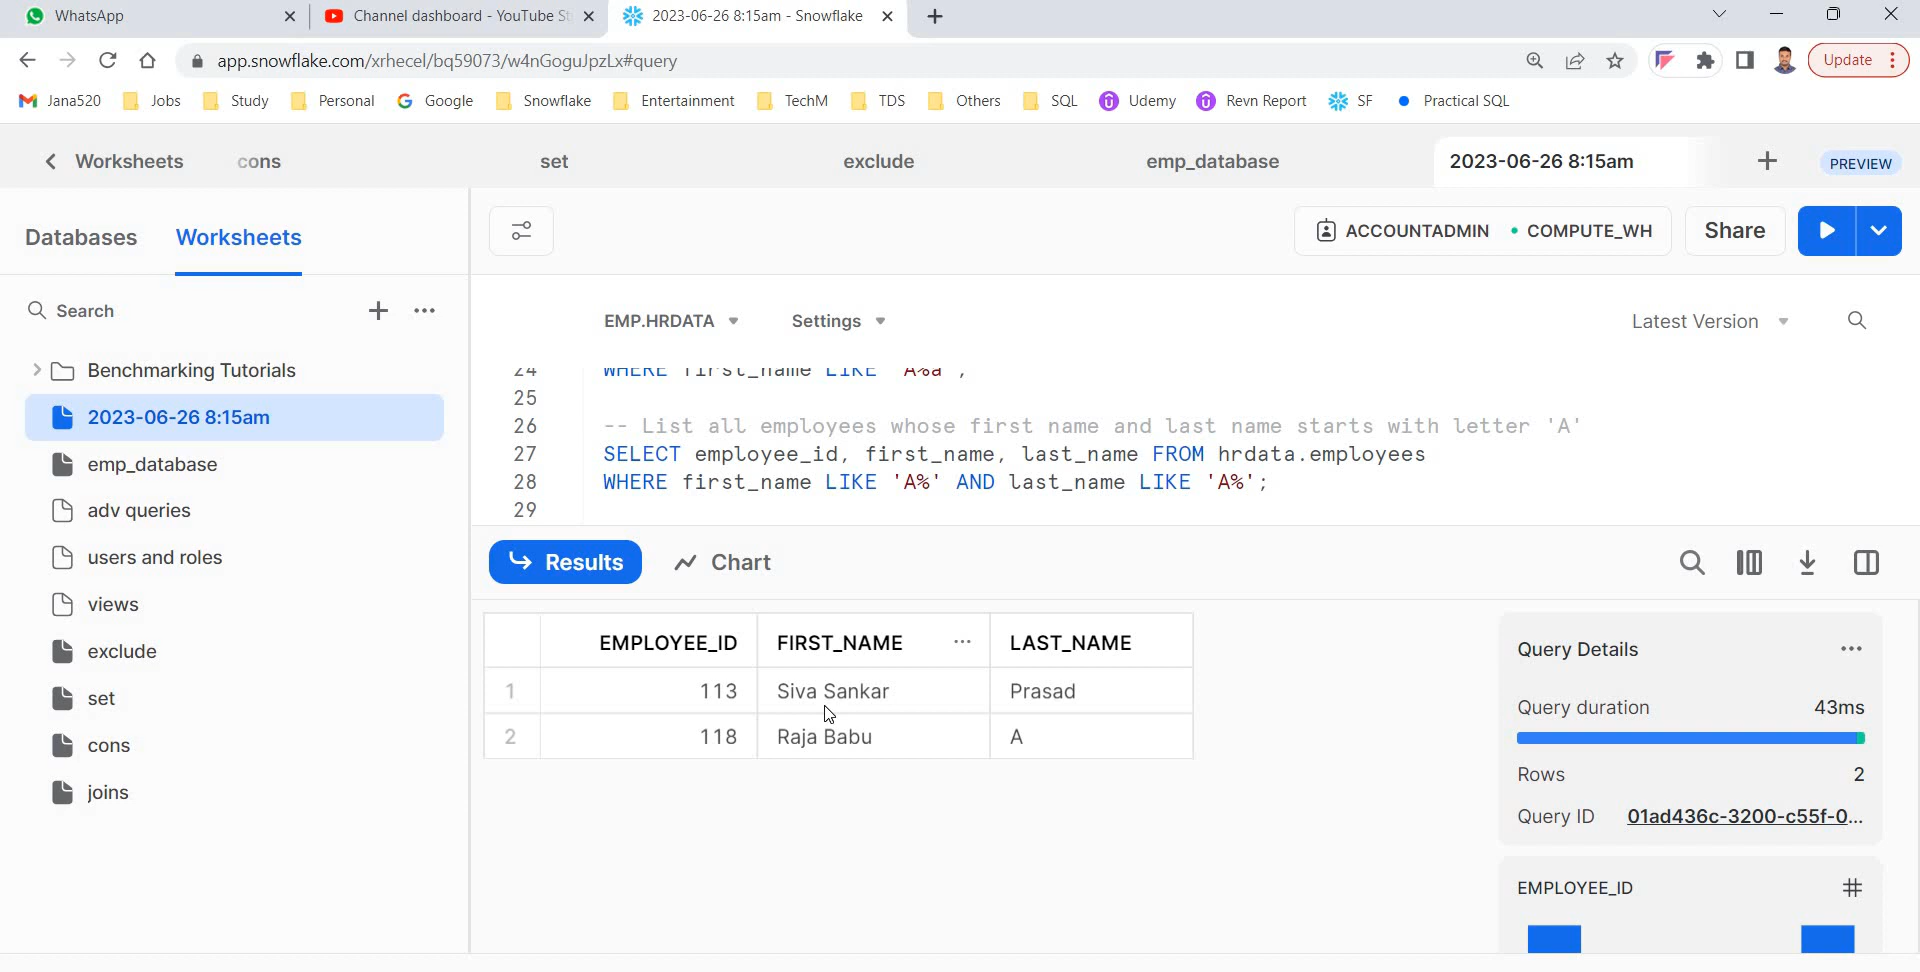 WhatsApp
Channel dashboard - YouTube St
2023-06-26 8:15am - Snowflake
app.snowflake.com/xrhecel/bq59073/w4nGoguJpzLx#query
Update
Jana520 Jobs Study Personal Google Snowflake Entertainment TechM TDS Others SQL Udemy Revn Report SF Practical SQL
Worksheets cons set exclude emp_database 2023-06-26 8:15am PREVIEW
Databases Worksheets
ACCOUNTADMIN COMPUTE_WH Share
Search
Benchmarking Tutorials
2023-06-26 8:15am
emp_database
adv queries
users and roles
views
exclude
set
cons
joins
EMP.HRDATA Settings Latest Version
24 WHERE first_name LIKE 'A%a';
25
26 -- List all employees whose first name and last name starts with letter 'A'
27 SELECT employee_id, first_name, last_name FROM hrdata.employees
28 WHERE first_name LIKE 'A%' AND last_name LIKE 'A%';
29
Results Chart
EMPLOYEE_ID FIRST_NAME ... LAST_NAME
1 113 Siva Sankar Prasad
2 118 Raja Babu A
Query Details ...
Query duration 43ms
Rows 2
Query ID 01ad436c-3200-c55f-0...
EMPLOYEE_ID #